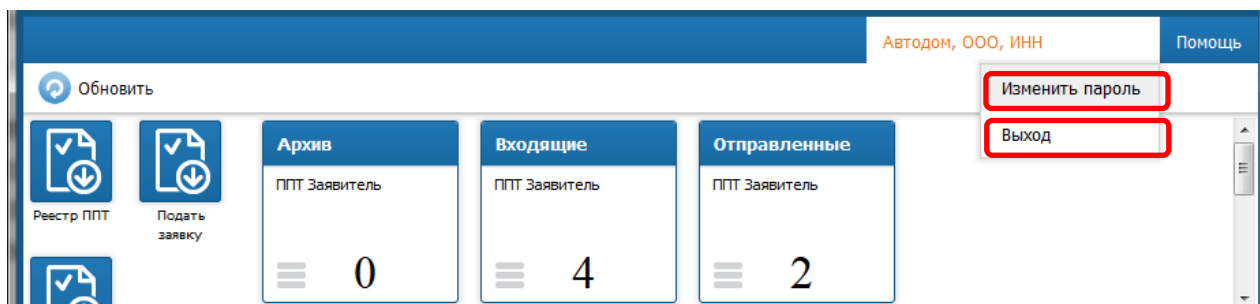 Автодом, ООО, ИНН Помощь
Обновить
Изменить пароль
Выход
Архив Входящие Отправленные
ППТ Заявитель ППТ Заявитель ППТ Заявитель
Реестр ППТ Подать
заявку
0 4 2